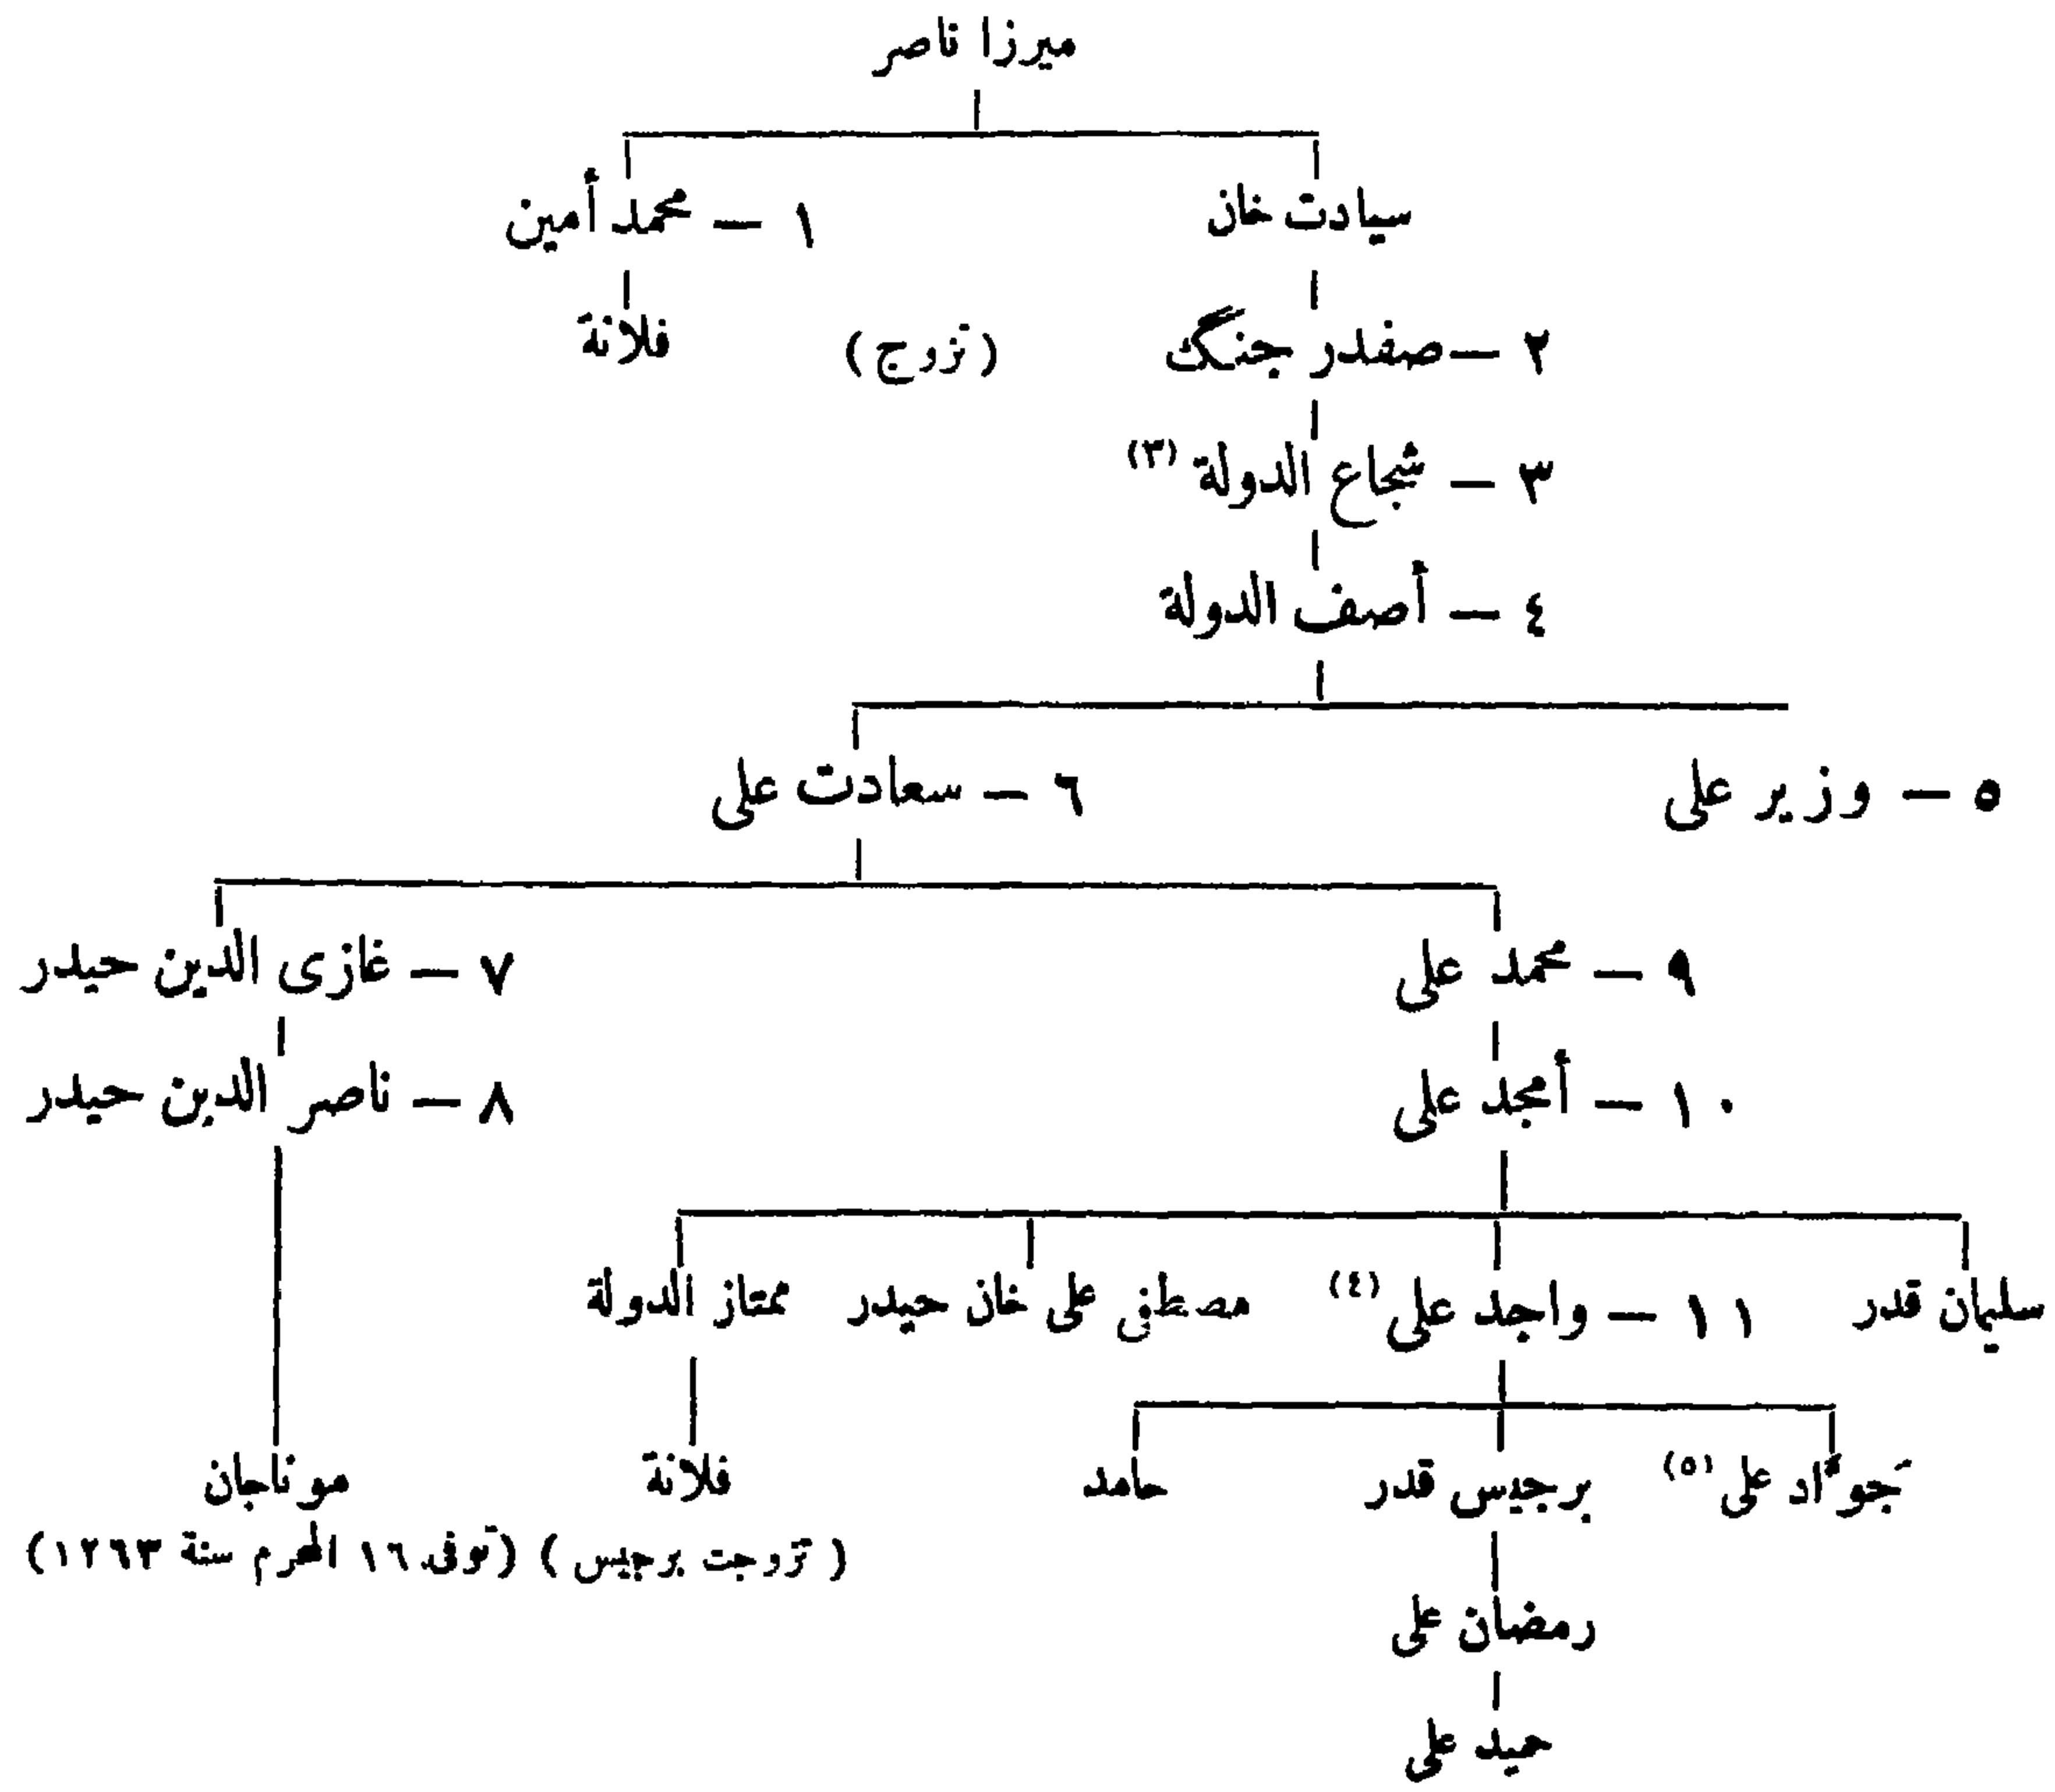 ميرزا ناصر
سيادت خان
١ – محمد أمين
٢ – صفدر جنگ
(تزوج)
فلانة
٣ – شجاع الدولة (٣)
٤ – أصف الدولة
٥ – وزير على
٦ – سعادت على
٩ – محمد على
٧ – غازى الدين حيدر
١٠ – أمجد على
٨ – ناصر الدين حيدر
سليمان قدر
١١ – واجد على (٤)
مصطفى على خان حيدر
ممتاز الدولة
جوّاد على (٥)
برجيس قدر
حامد
فلانة
موناجان
(تزوجت برجيس) (توفى ١٦ المحرم سنة ١٢٦٣)
رمضان على
حيد على